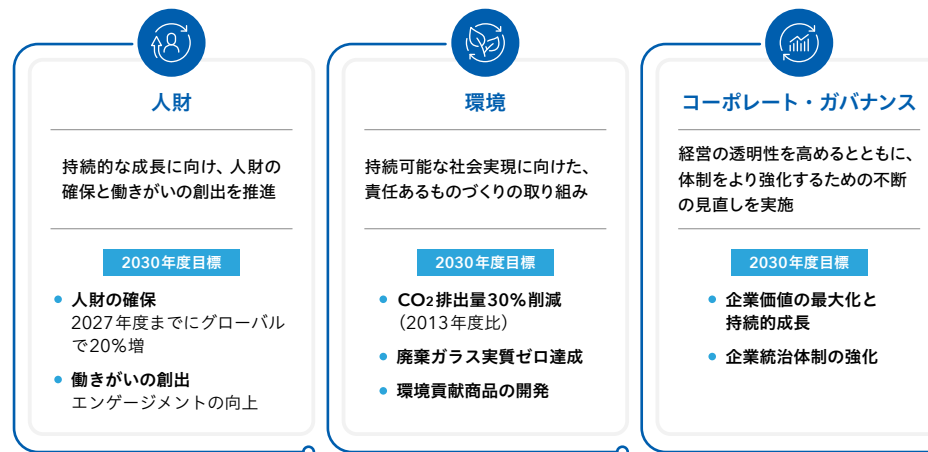 人財
持続的な成長に向け、人財の
確保と働きがいの創出を推進
2030年度目標
• 人財の確保
2027年度までにグローバル
で20%増
• 働きがいの創出
エンゲージメントの向上
環境
持続可能な社会実現に向けた、
責任あるものづくりの取り組み
2030年度目標
• CO2排出量30%削減
（2013年度比）
• 廃棄ガラス実質ゼロ達成
• 環境貢献商品の開発
コーポレート・ガバナンス
経営の透明性を高めるとともに、
体制をより強化するための不断
の見直しを実施
2030年度目標
• 企業価値の最大化と
持続的成長
• 企業統治体制の強化